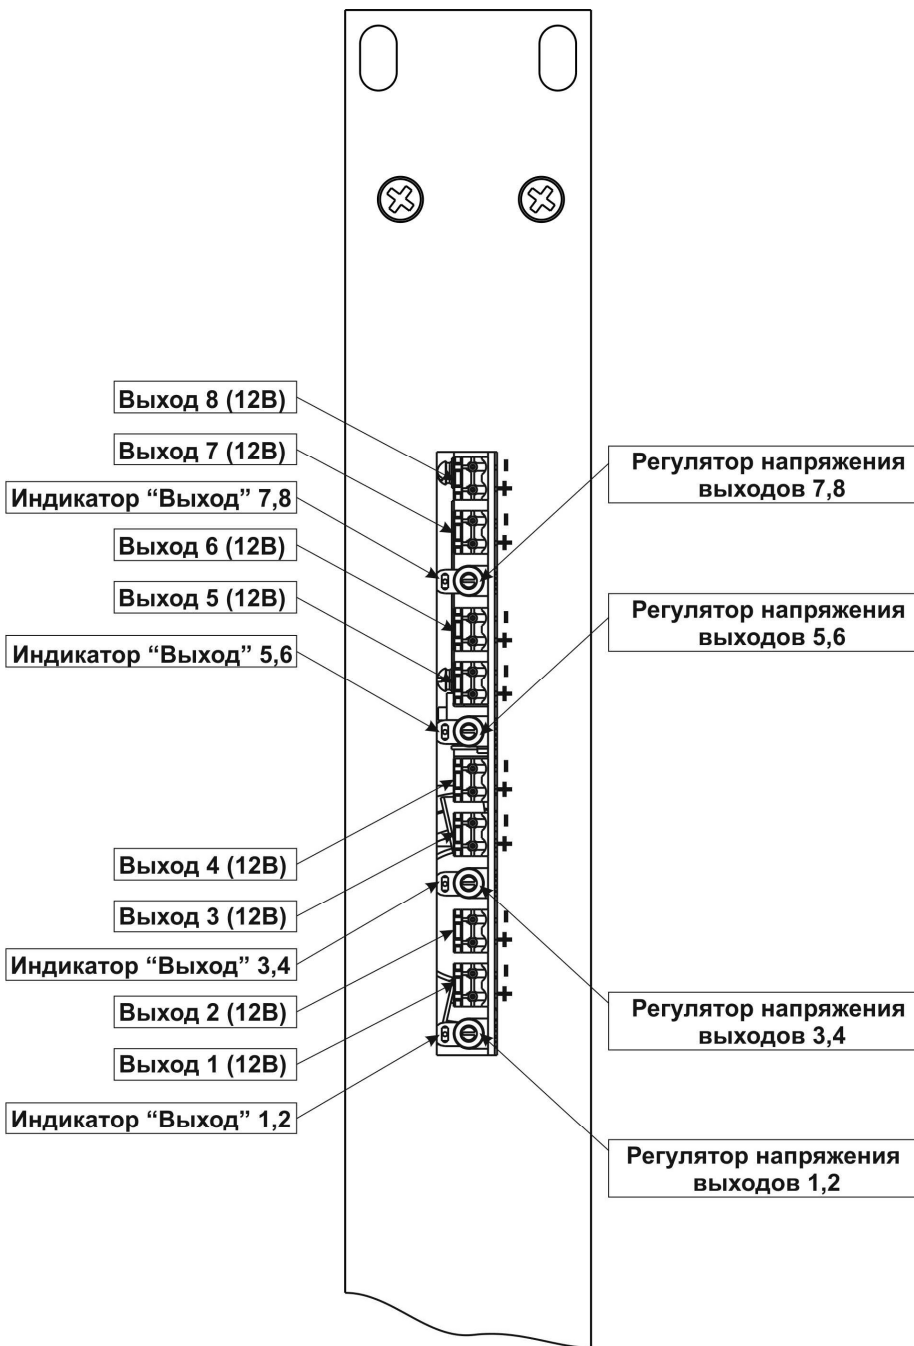 Выход 8 (12В)
Выход 7 (12В)
Индикатор “Выход” 7,8
Выход 6 (12В)
Выход 5 (12В)
Индикатор “Выход” 5,6
Выход 4 (12В)
Выход 3 (12В)
Индикатор “Выход” 3,4
Выход 2 (12В)
Выход 1 (12В)
Индикатор “Выход” 1,2
-
+
-
+
-
+
-
+
-
+
-
+
-
+
-
+
Регулятор напряжения
выходов 7,8
Регулятор напряжения
выходов 5,6
Регулятор напряжения
выходов 3,4
Регулятор напряжения
выходов 1,2